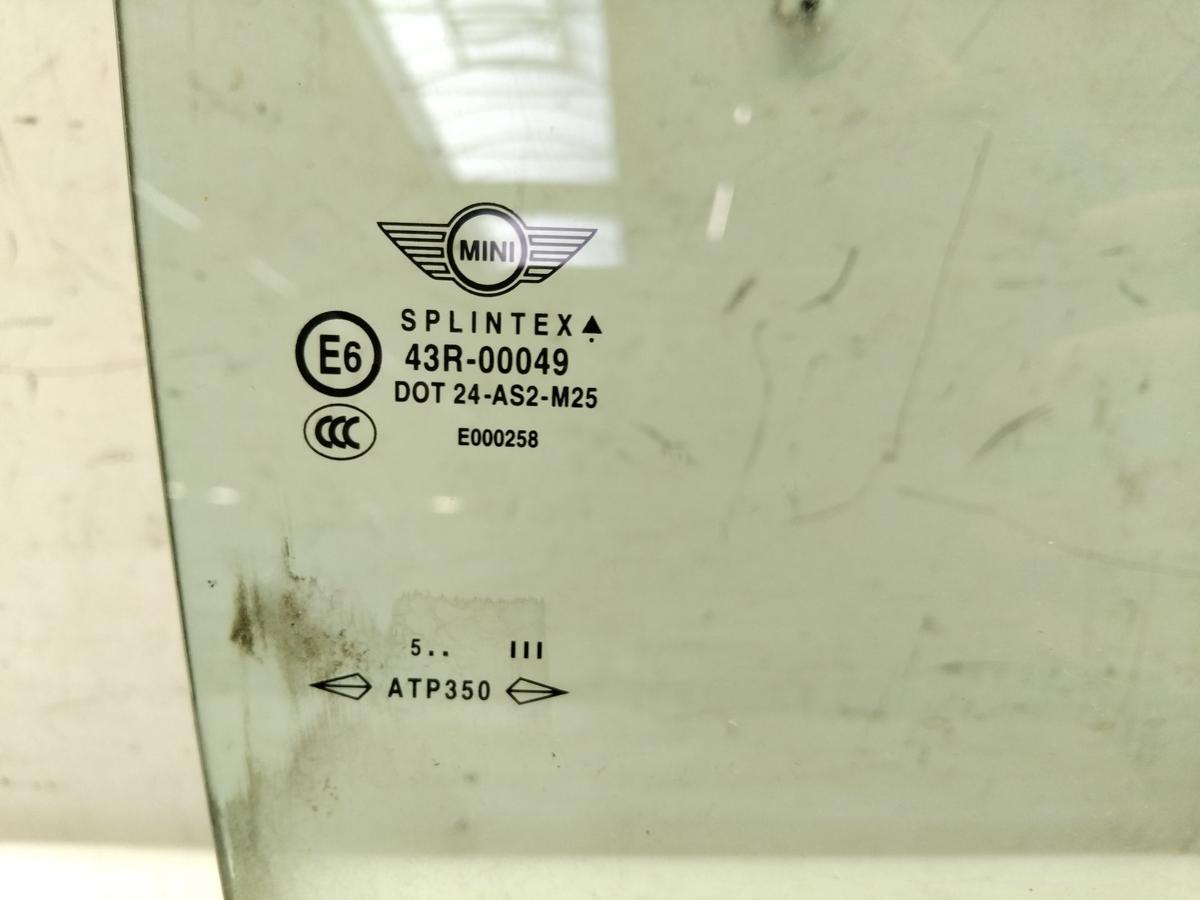 MINI
SPLINTEX
E6
43R-00049
DOT 24-AS2-M25
CCC
E000258
5.. III
ATP350